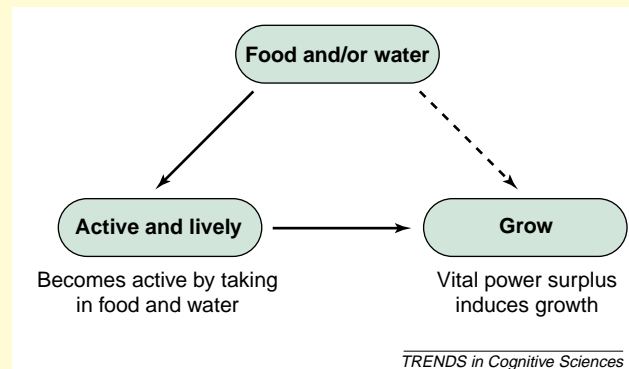 Food and/or water
Active and lively
Grow
Becomes active by taking
in food and water
Vital power surplus
induces growth
TRENDS in Cognitive Sciences